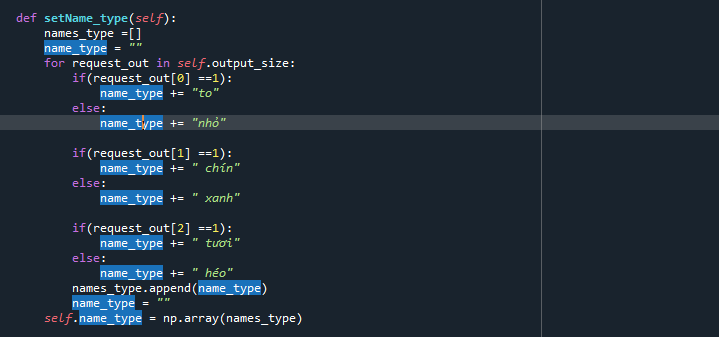 def setName_type(self):
names_type =[]
name_type = ""
for request_out in self.output_size:
if(request_out[0] ==1):
name_type += "to"
else:
name_type += "nhỏ"
if(request_out[1] ==1):
name_type += " chín"
else:
name_type += " xanh"
if(request_out[2] ==1):
name_type += " tươi"
else:
name_type += " héo"
names_type.append(name_type)
name_type = ""
self.name_type = np.array(names_type)